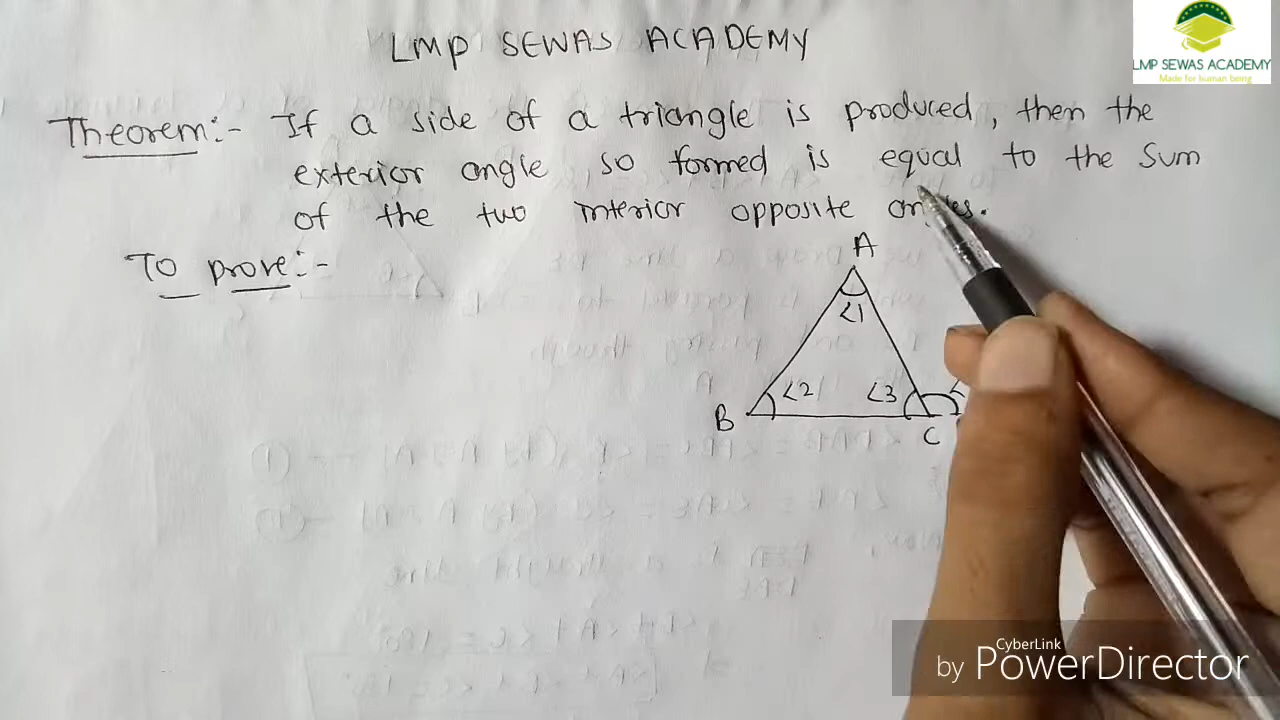 LMP SEWAS ACADEMY
LMP SEWAS ACADEMY
Made for human being
Theorem:- If a side of a triangle is produced, then the
exterior angle so formed is equal to the sum
of the two interior opposite
To prove:-
A
<1
<2
<3
B
C
CyberLink
by PowerDirector